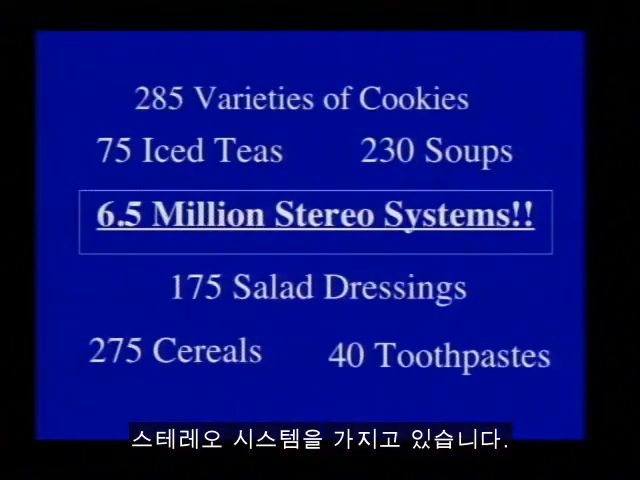 285 Varieties of Cookies
75 Iced Teas 230 Soups
6.5 Million Stereo Systems!!
175 Salad Dressings
275 Cereals 40 Toothpastes
스테레오 시스템을 가지고 있습니다.